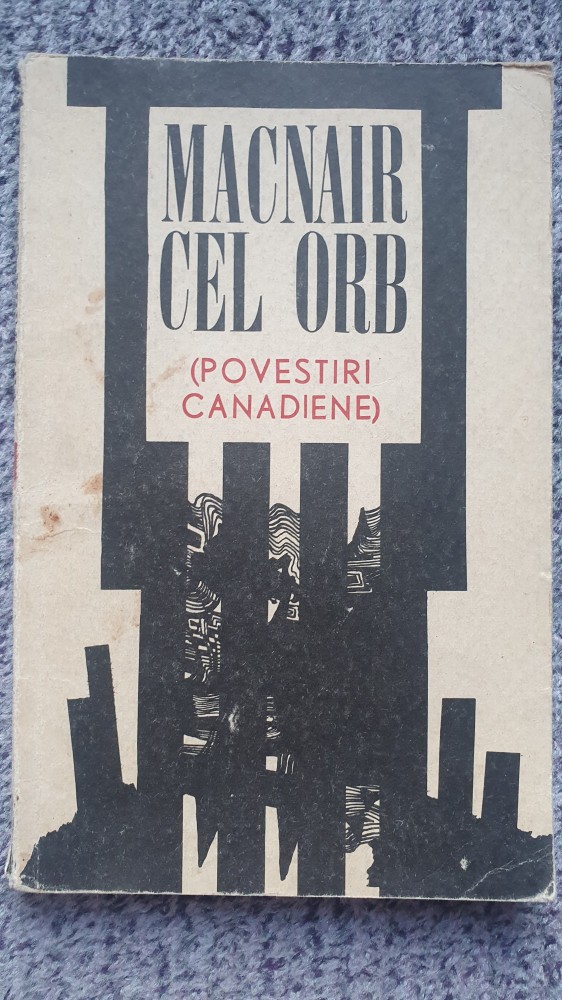 MACNAIR
CEL ORB
(POVESTIRI
CANADIENE)